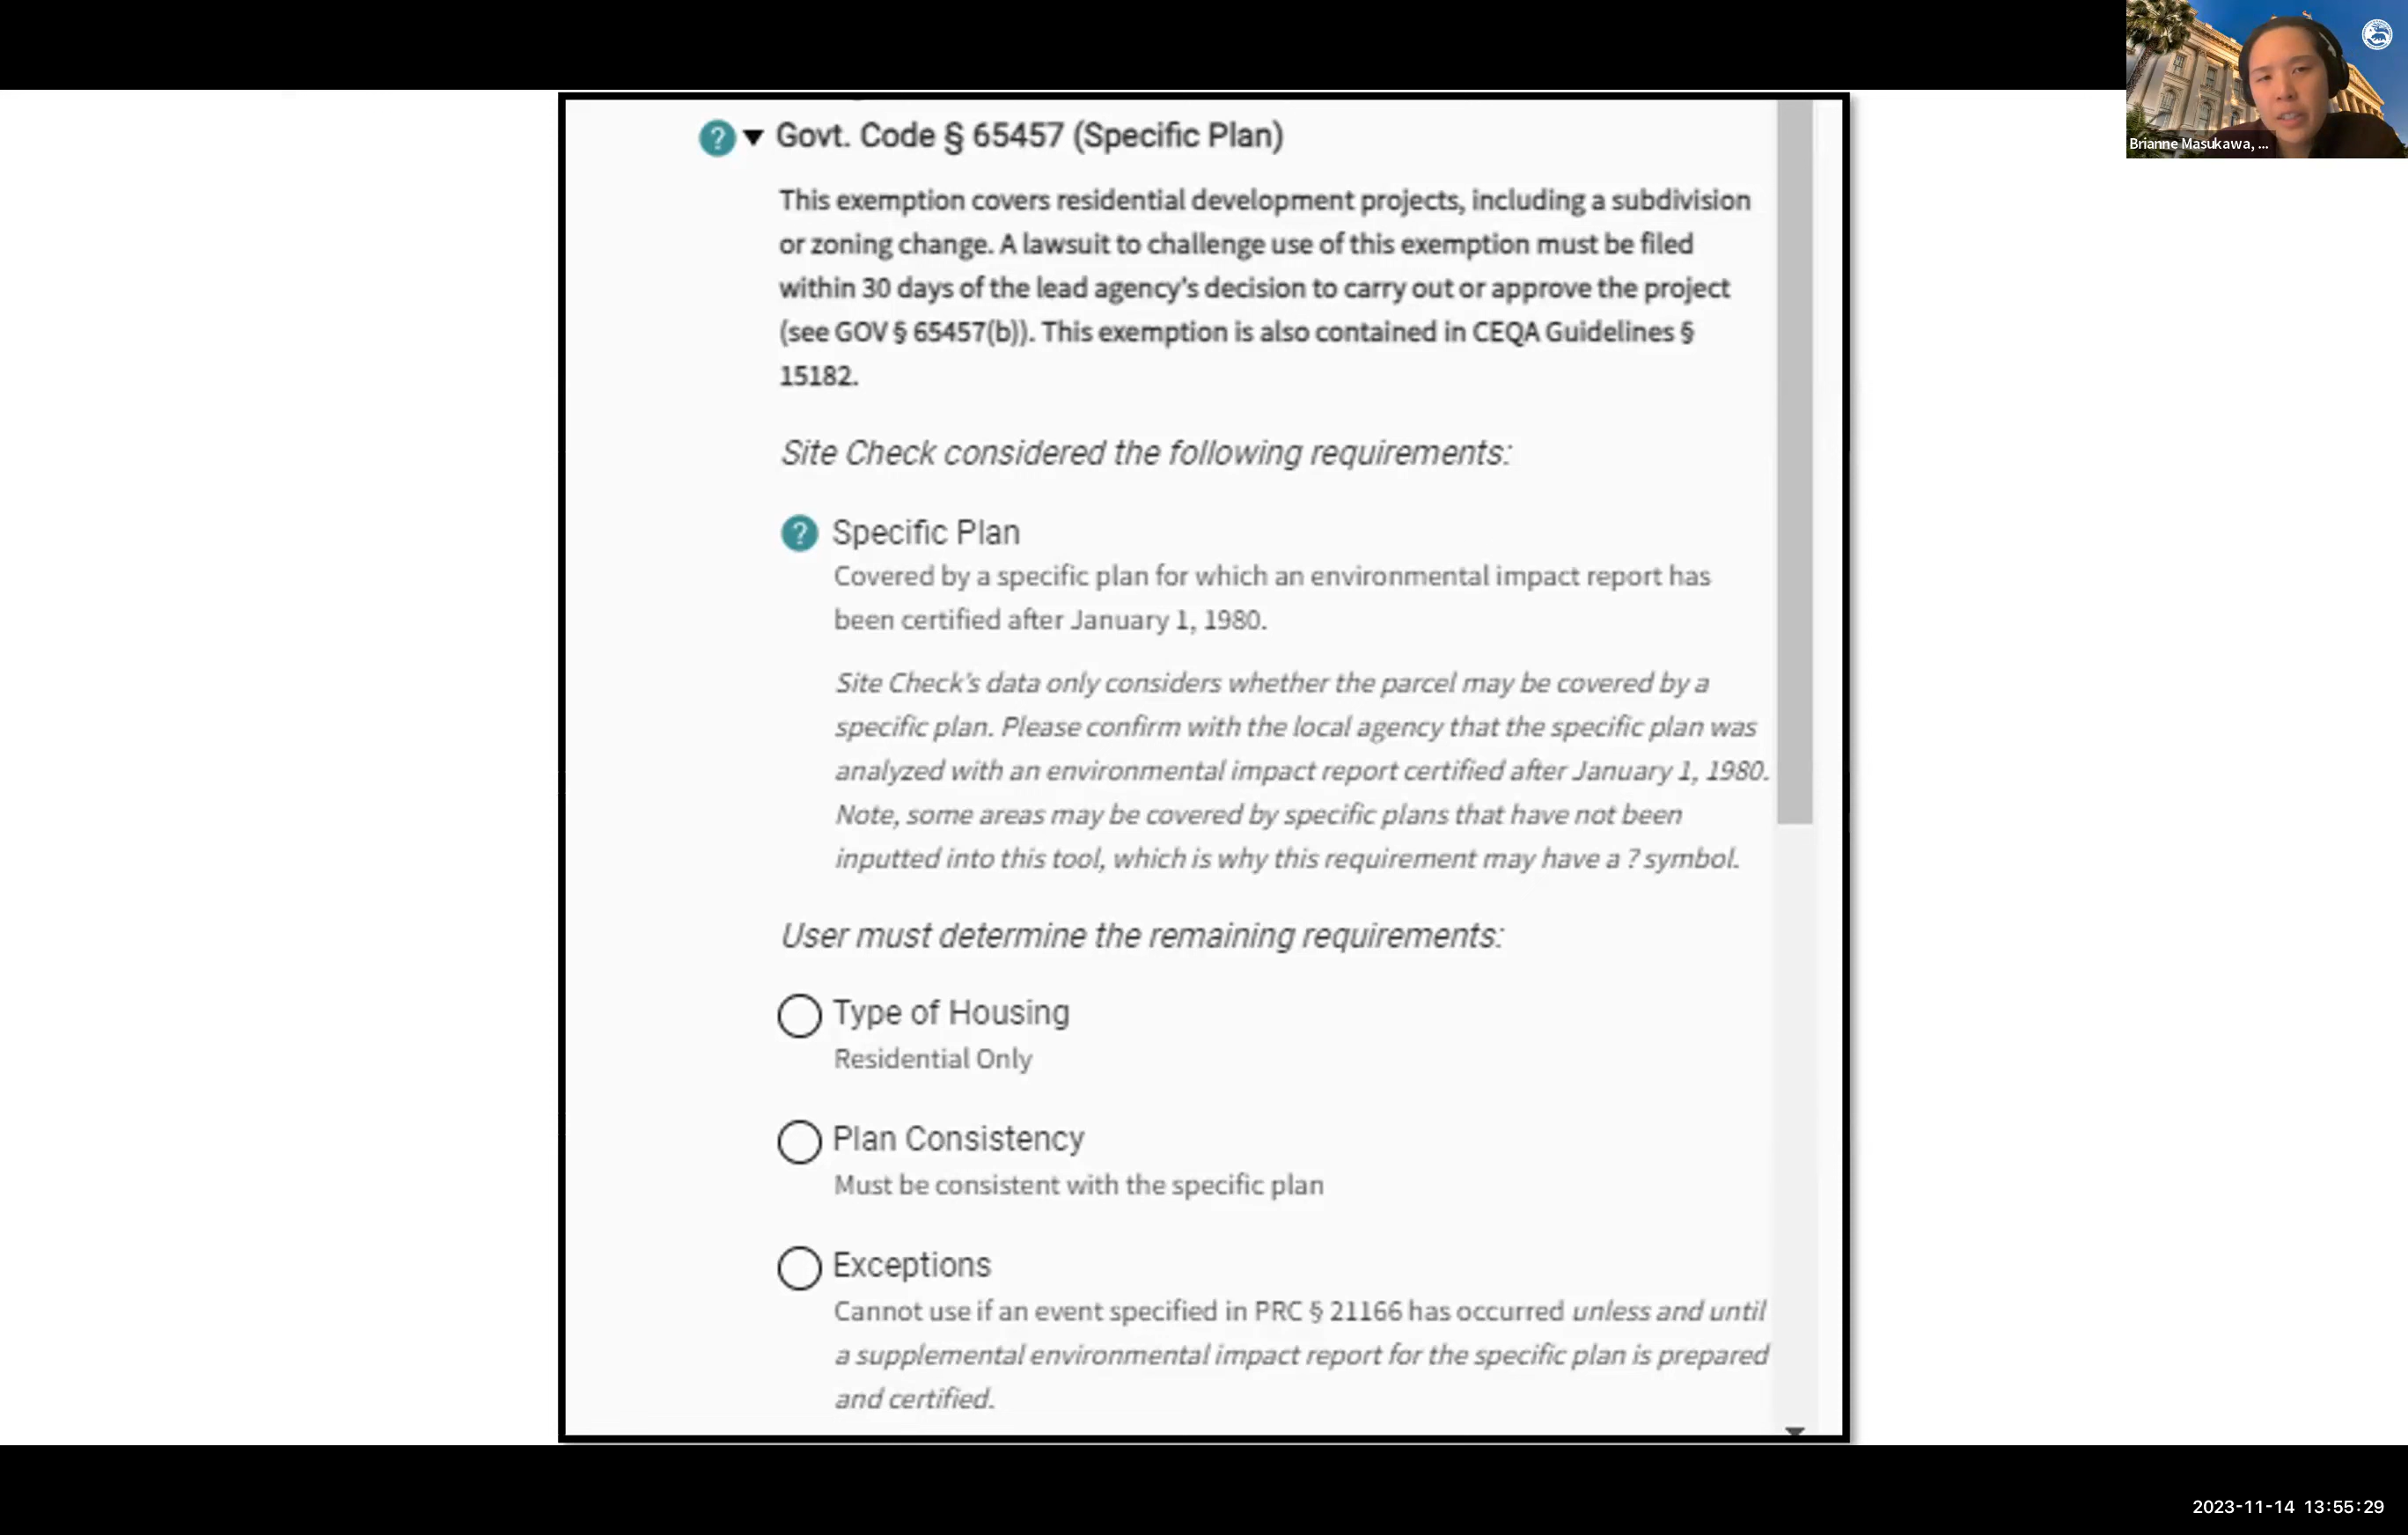 Brianne Masukawa, ...
? Govt. Code § 65457 (Specific Plan)
This exemption covers residential development projects, including a subdivision
or zoning change. A lawsuit to challenge use of this exemption must be filed
within 30 days of the lead agency's decision to carry out or approve the project
(see GOV § 65457(b)). This exemption is also contained in CEQA Guidelines §
15182.
Site Check considered the following requirements:
? Specific Plan
Covered by a specific plan for which an environmental impact report has
been certified after January 1, 1980.
Site Check's data only considers whether the parcel may be covered by a
specific plan. Please confirm with the local agency that the specific plan was
analyzed with an environmental impact report certified after January 1, 1980.
Note, some areas may be covered by specific plans that have not been
inputted into this tool, which is why this requirement may have a ? symbol.
User must determine the remaining requirements:
Type of Housing
Residential Only
Plan Consistency
Must be consistent with the specific plan
Exceptions
Cannot use if an event specified in PRC § 21166 has occurred unless and until
a supplemental environmental impact report for the specific plan is prepared
and certified.
2023-11-14 13:55:29